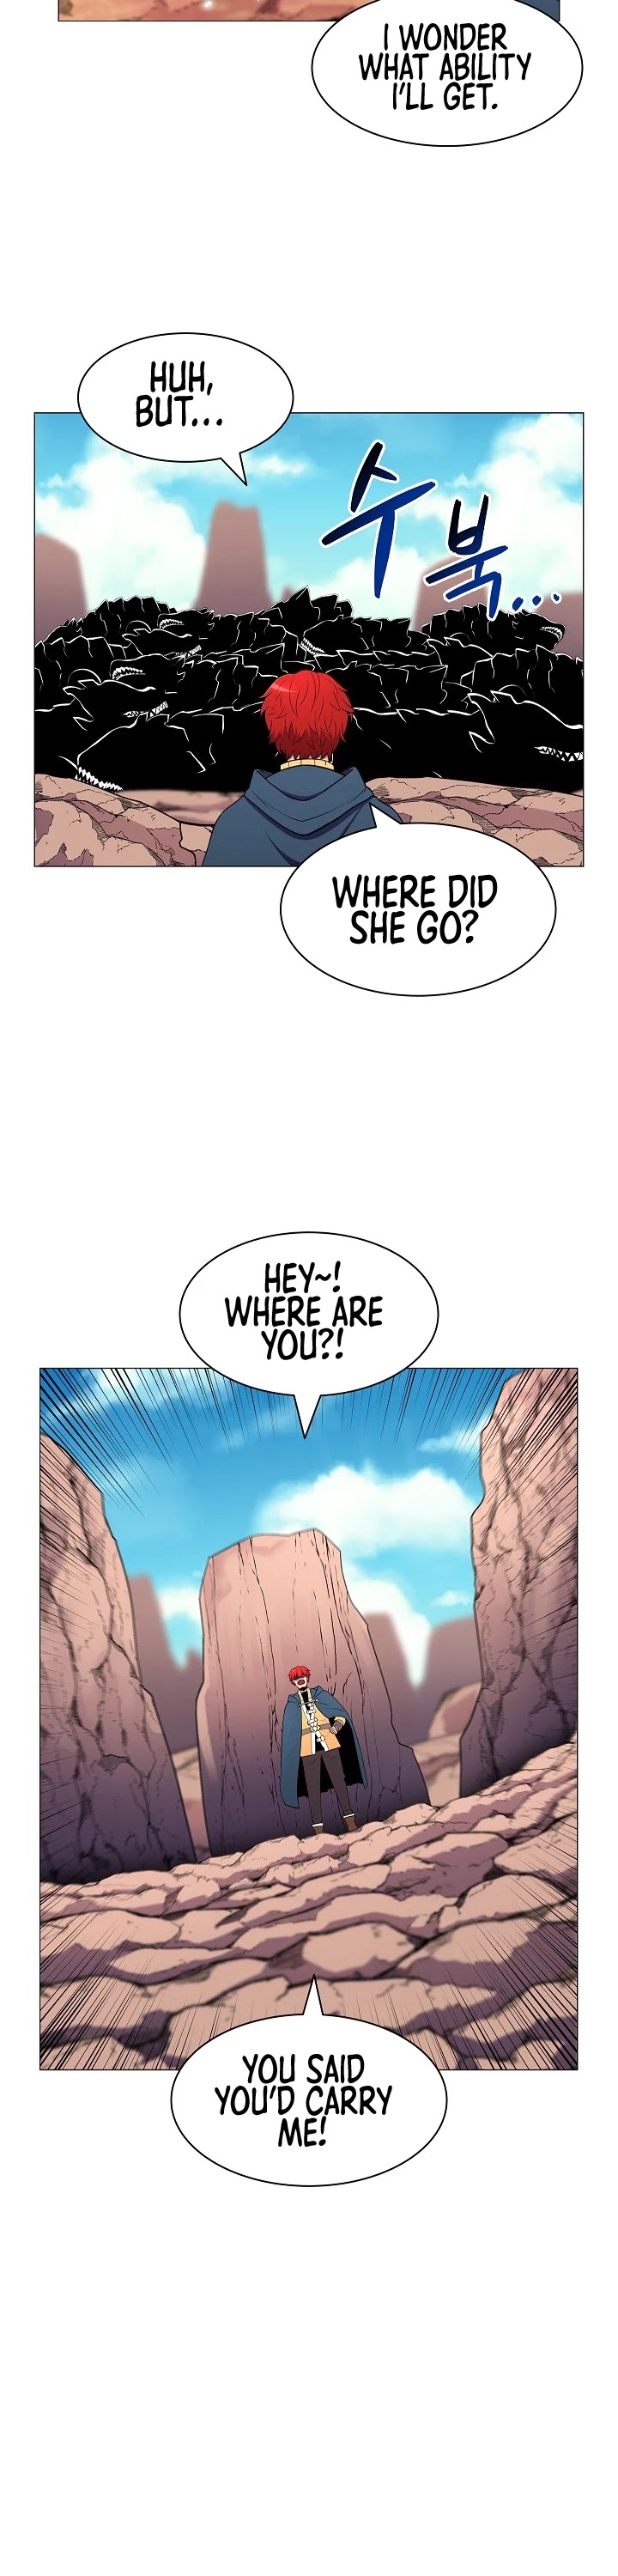 I WONDER
WHAT ABILITY
I'LL GET.
HUH,
BUT...
수북...
WHERE DID
SHE GO?
HEY~!
WHERE ARE
YOU?!
YOU SAID
YOU'D CARRY
ME!